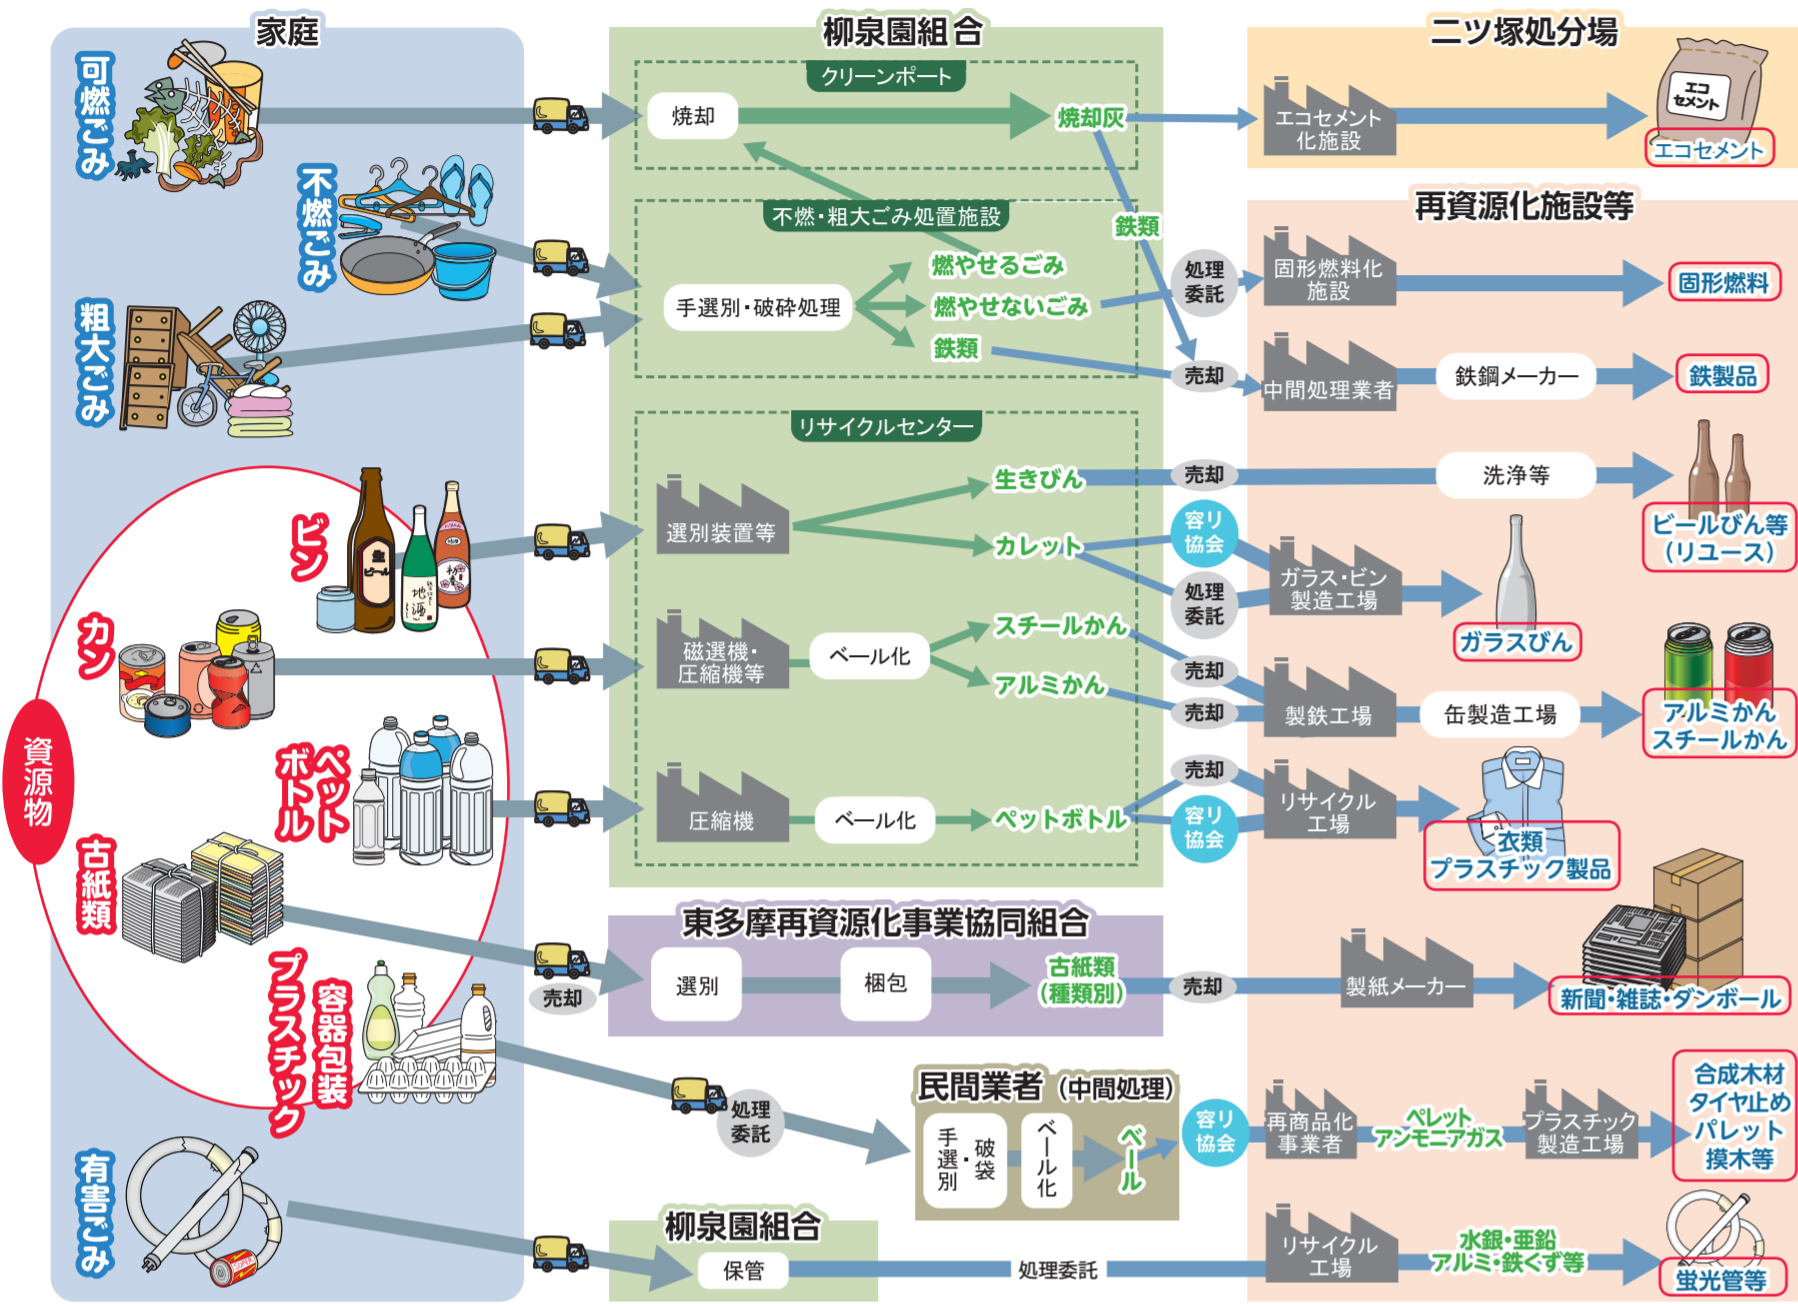 家庭
柳泉園組合
二ツ塚処分場
可燃ごみ
クリーンポート
焼却
焼却灰
エコセメント
化施設
エコ
セメント
エコセメント
不燃ごみ
不燃・粗大ごみ処置施設
鉄類
再資源化施設等
燃やせるごみ
手選別・破砕処理
燃やせないごみ
鉄類
処理
委託
固形燃料化
施設
固形燃料
粗大ごみ
売却
中間処理業者
鉄鋼メーカー
鉄製品
リサイクルセンター
資源物
ビン
生
ビール
地酒
選別装置等
生きびん
売却
洗浄等
ビールびん等
(リユース)
カレット
容リ
協会
処理
委託
ガラス・ビン
製造工場
ガラスびん
カン
磁選機・
圧縮機等
ベール化
スチールかん
アルミかん
売却
売却
製鉄工場
缶製造工場
アルミかん
スチールかん
ペット
ボトル
圧縮機
ベール化
ペットボトル
売却
容リ
協会
リサイクル
工場
衣類
プラスチック製品
古紙類
売却
東多摩再資源化事業協同組合
選別
梱包
古紙類
(種類別)
売却
製紙メーカー
新聞・雑誌・ダンボール
容器包装
プラスチック
処理
委託
民間業者(中間処理)
手選別・
破袋
ベール化
ベール
容リ
協会
再商品化
事業者
ペレット
アンモニアガス
プラスチック
製造工場
合成木材
タイヤ止め
パレット
摸木等
有害ごみ
柳泉園組合
保管
処理委託
リサイクル
工場
水銀・亜鉛
アルミ・鉄くず等
蛍光管等